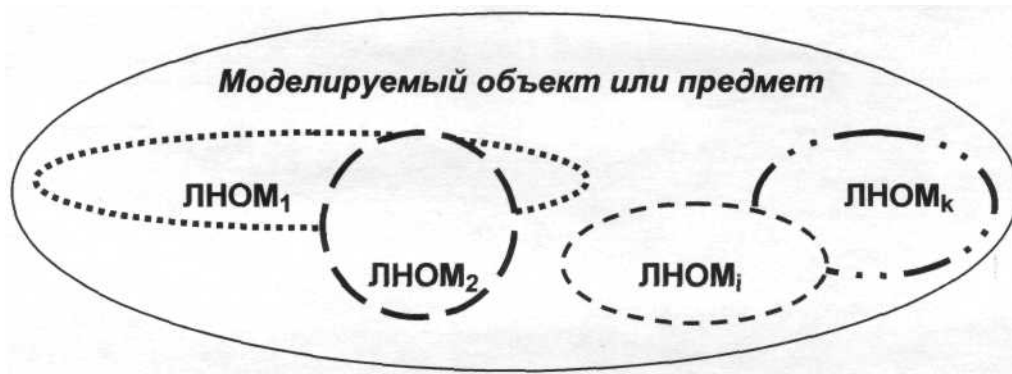 Моделируемый объект или предмет
ЛНОМ₁
ЛНОМ₂
ЛНОМᵢ
ЛНОМₖ